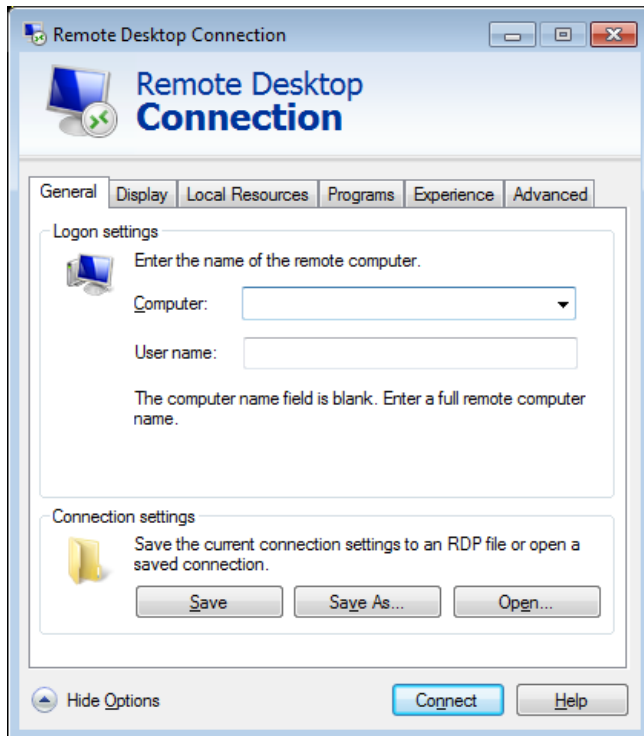 Remote Desktop Connection
Remote Desktop
Connection
General Display Local Resources Programs Experience Advanced
Logon settings
Enter the name of the remote computer.
Computer:
User name:
The computer name field is blank. Enter a full remote computer
name.
Connection settings
Save the current connection settings to an RDP file or open a
saved connection.
Save Save As... Open...
Hide Options Connect Help